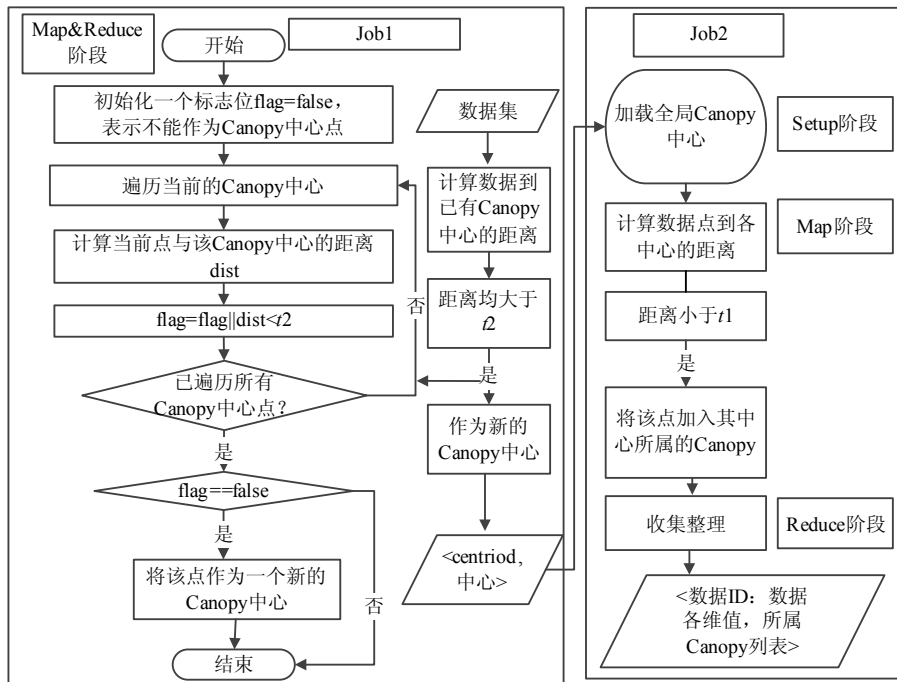 Map&Reduce
阶段
Job1
开始
初始化一个标志位flag=false，
表示不能作为Canopy中心点
遍历当前的Canopy中心
计算当前点与该Canopy中心的距离
dist
flag=flag||dist<t2
已遍历所有
Canopy中心点？
否
是
flag==false
是
否
将该点作为一个新的
Canopy中心
结束
数据集
计算数据到
已有Canopy
中心的距离
距离均大于
t2
是
作为新的
Canopy中心
<centriod,
中心>
Job2
加载全局Canopy
中心
Setup阶段
计算数据点到各
中心的距离
Map阶段
距离小于t1
是
将该点加入其中
心所属的Canopy
收集整理
Reduce阶段
<数据ID：数据
各维值，所属
Canopy列表>